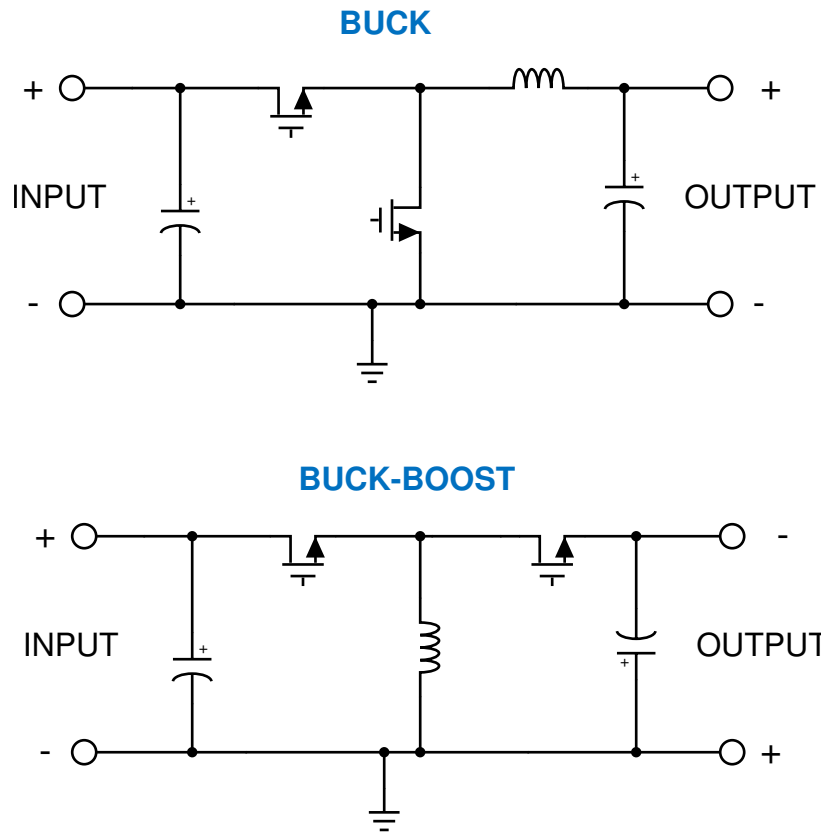 BUCK
+ +
+ +
INPUT OUTPUT
- -
BUCK-BOOST
+ -
+
INPUT OUTPUT
+
- +